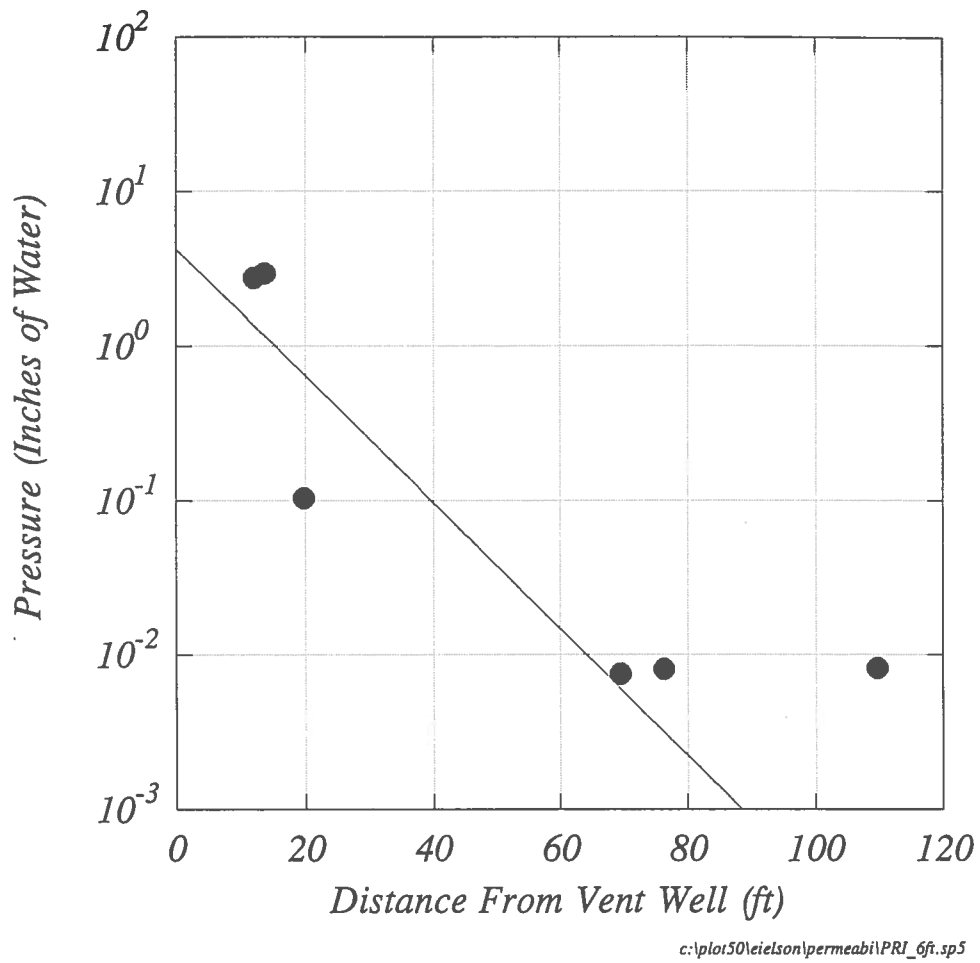 10^2
10^1
10^0
10^-1
10^-2
10^-3
Pressure (Inches of Water)
0 20 40 60 80 100 120
Distance From Vent Well (ft)
c:\plot50\eielson\permeabi\PRI_6ft.sp5